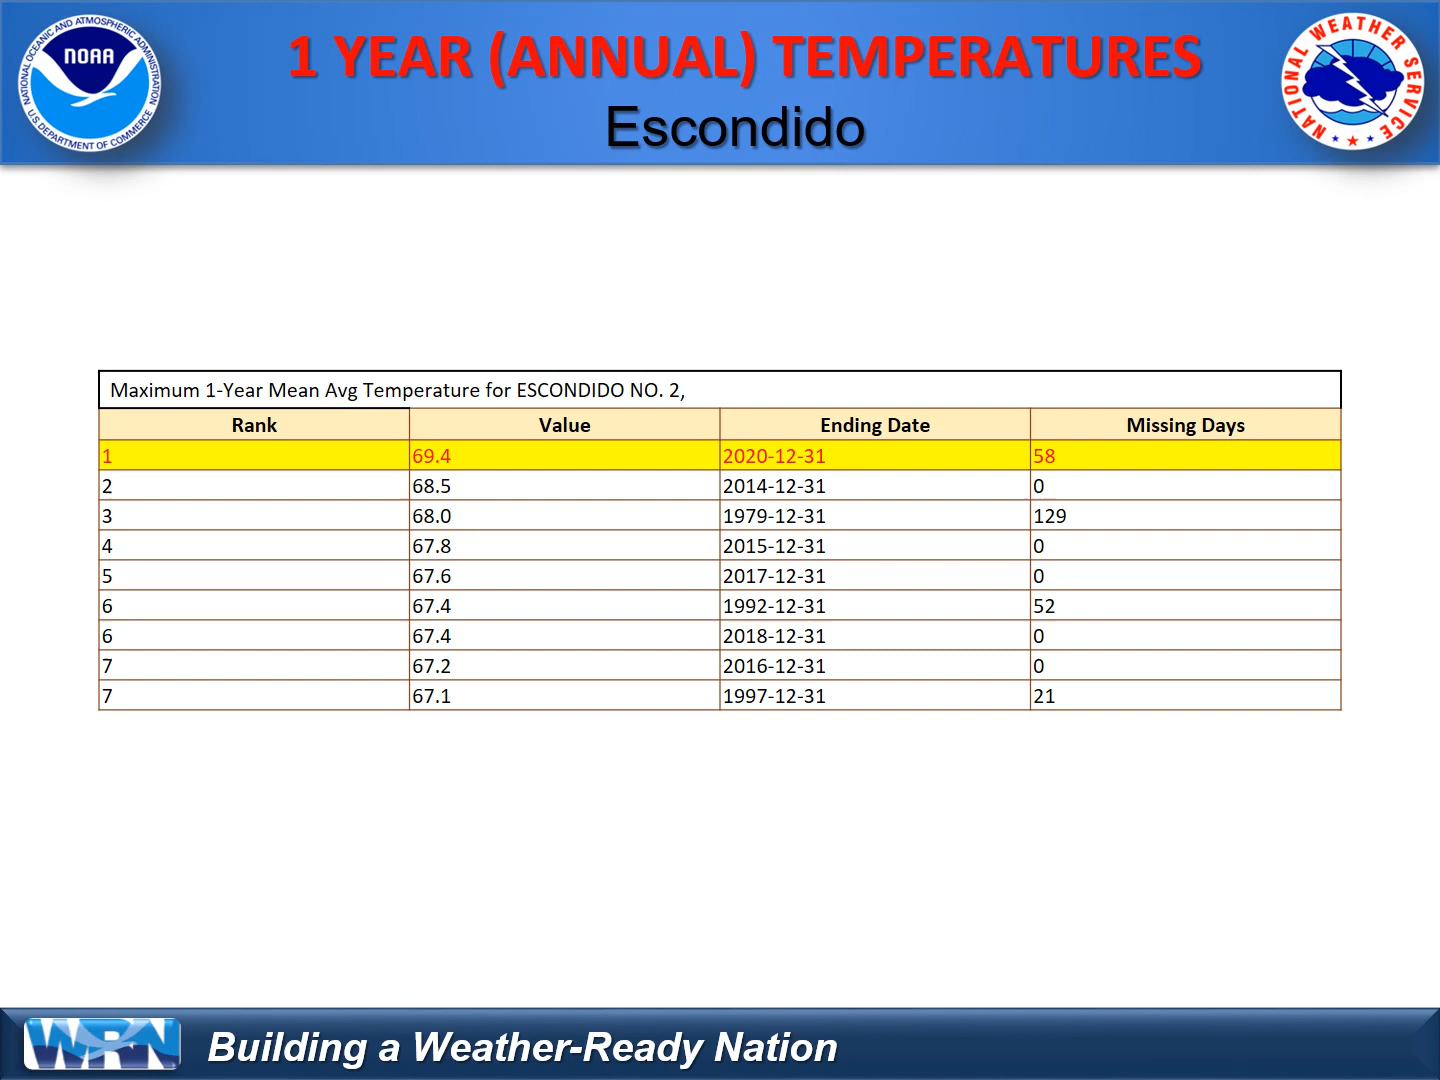 1 YEAR (ANNUAL) TEMPERATURES
Escondido
NOAA
NATIONAL OCEANIC AND ATMOSPHERIC ADMINISTRATION
U.S. DEPARTMENT OF COMMERCE
NATIONAL WEATHER SERVICE
Maximum 1-Year Mean Avg Temperature for ESCONDIDO NO. 2,
Rank Value Ending Date Missing Days
1 69.4 2020-12-31 58
2 68.5 2014-12-31 0
3 68.0 1979-12-31 129
4 67.8 2015-12-31 0
5 67.6 2017-12-31 0
6 67.4 1992-12-31 52
6 67.4 2018-12-31 0
7 67.2 2016-12-31 0
7 67.1 1997-12-31 21
WRN
Building a Weather-Ready Nation